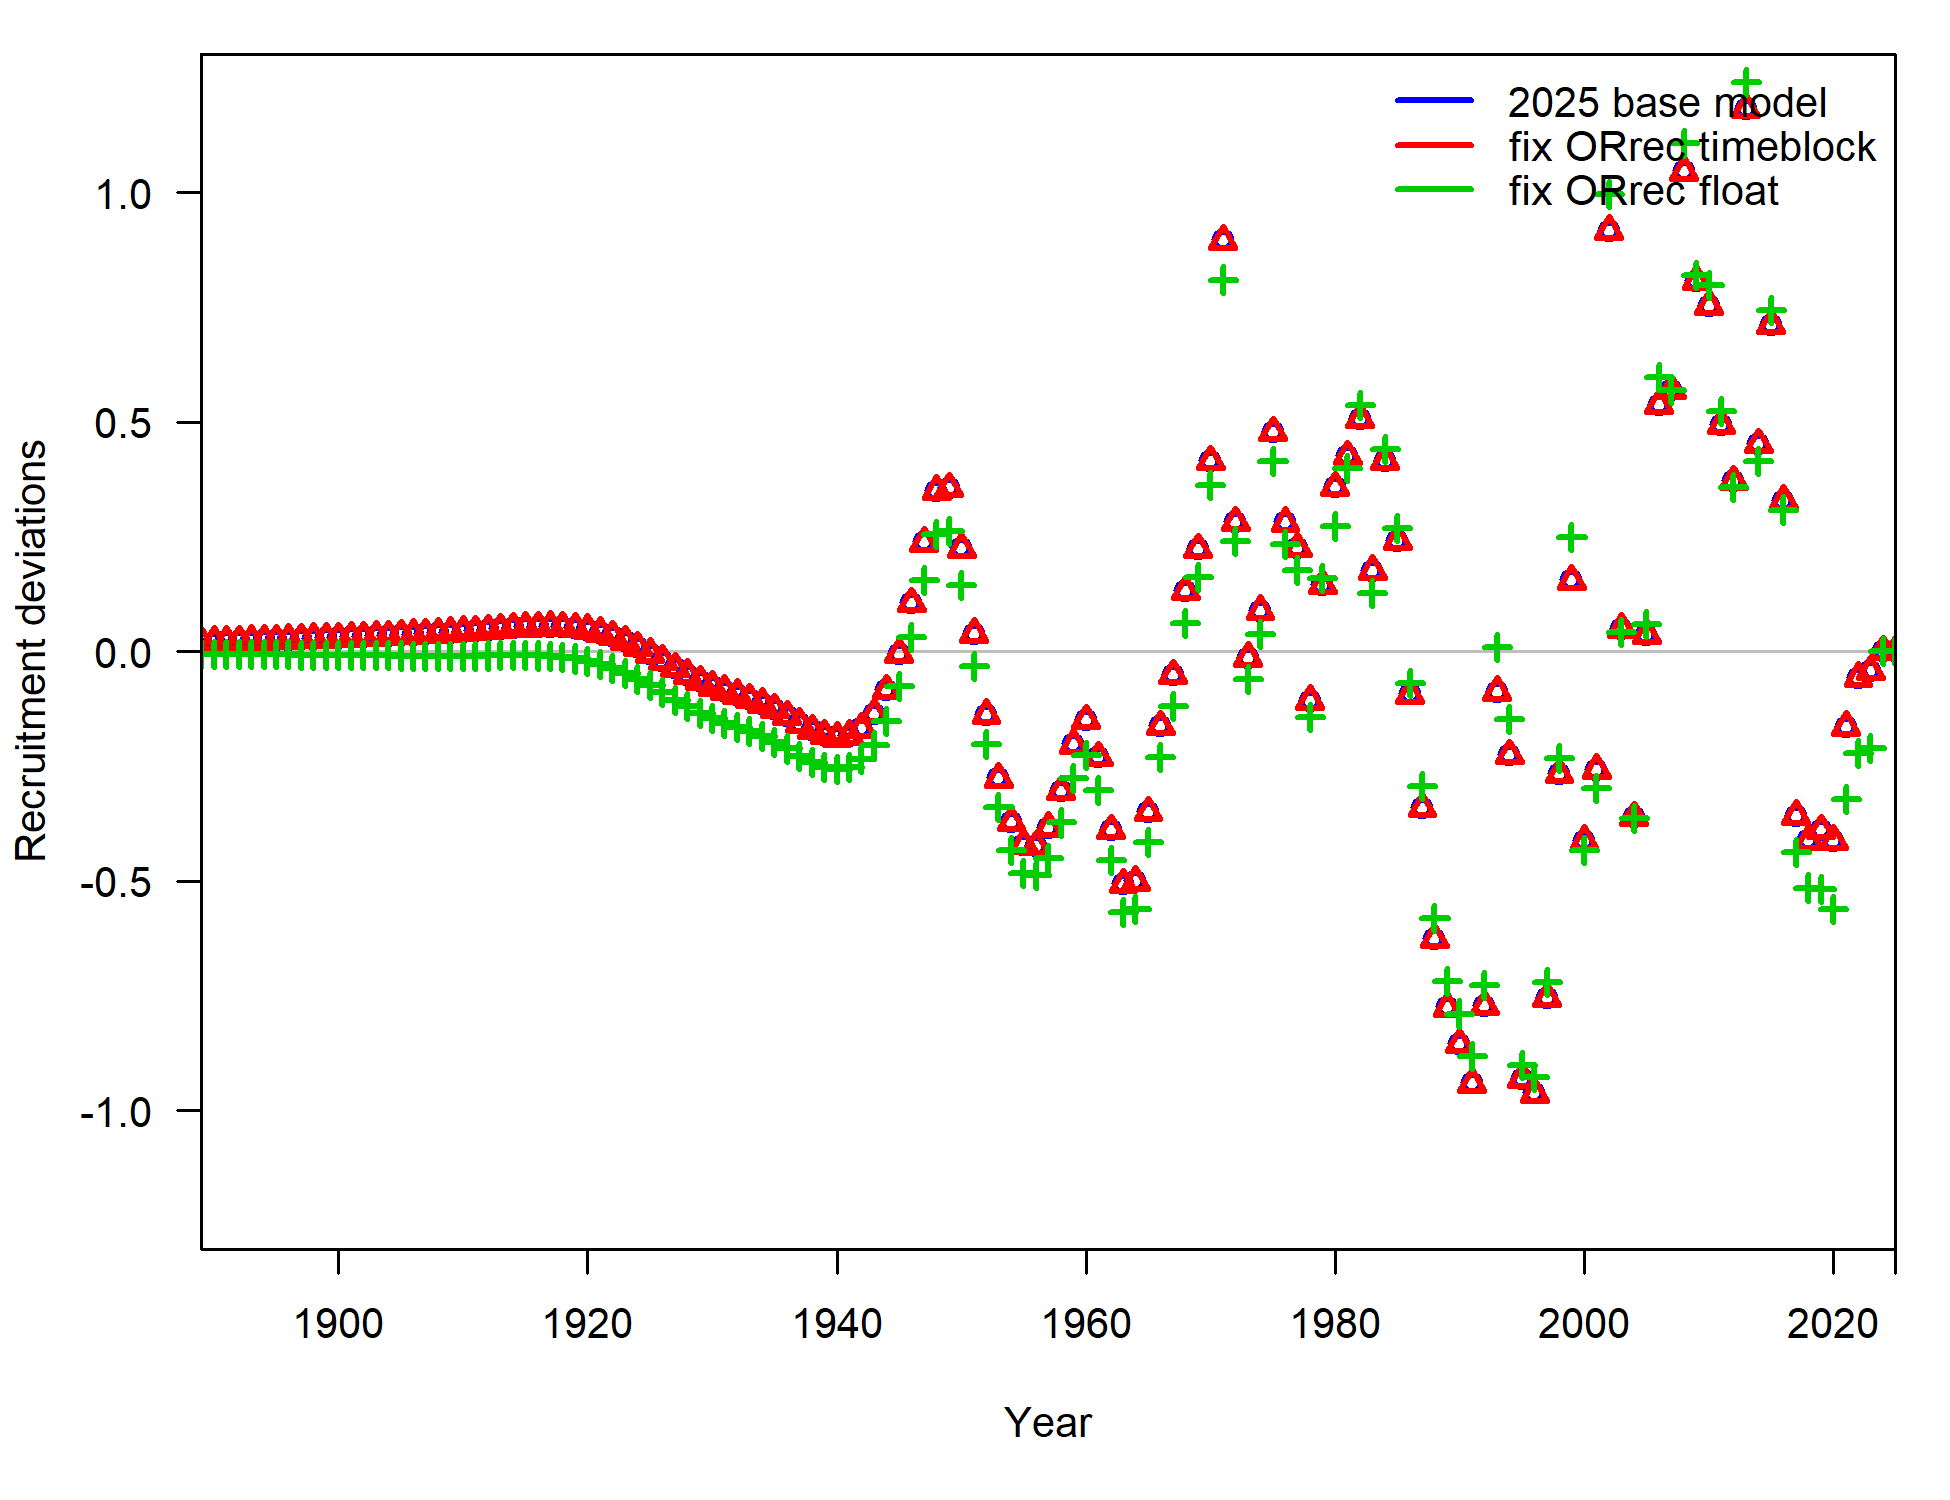 2025 base model
fix ORrec timeblock
fix ORrec float
1.0
0.5
0.0
-0.5
-1.0
Recruitment deviations
1900 1920 1940 1960 1980 2000 2020
Year